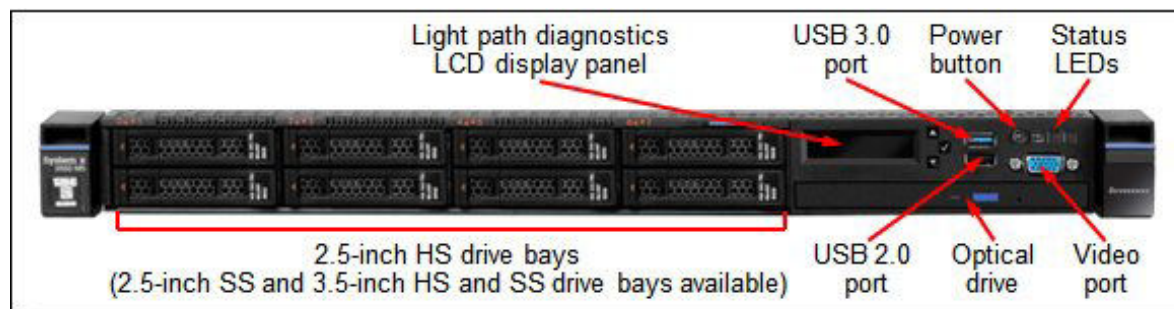 Light path diagnostics
LCD display panel
USB 3.0
port
Power
button
Status
LEDs
System x
2.5-inch HS drive bays
(2.5-inch SS and 3.5-inch HS and SS drive bays available)
USB 2.0
port
Optical
drive
Video
port